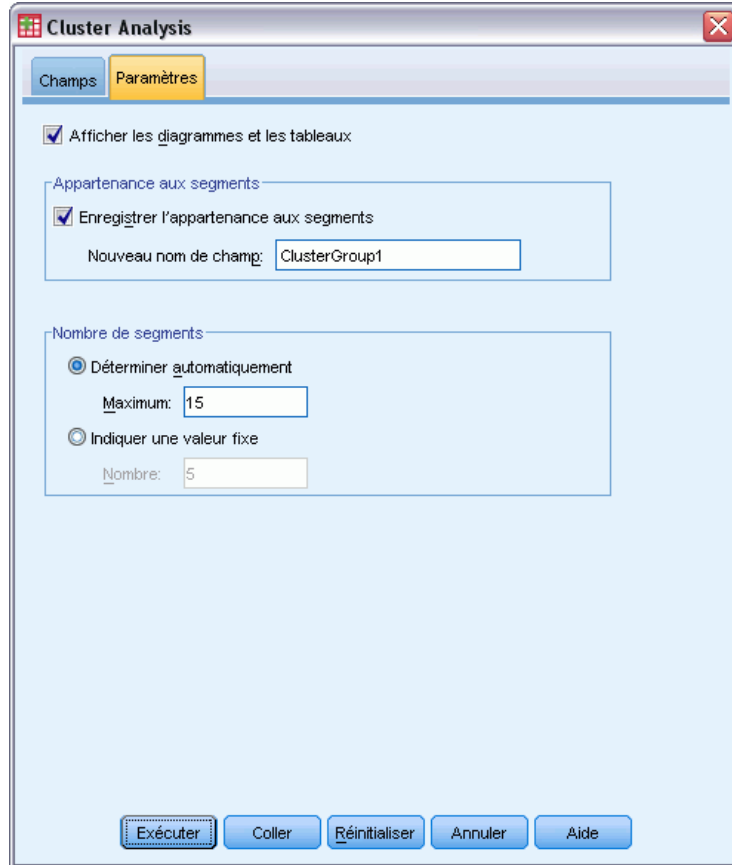 Cluster Analysis
Champs Paramètres
Afficher les diagrammes et les tableaux
Appartenance aux segments
Enregistrer l'appartenance aux segments
Nouveau nom de champ: ClusterGroup1
Nombre de segments
Déterminer automatiquement
Maximum: 15
Indiquer une valeur fixe
Nombre: 5
Exécuter Coller Réinitialiser Annuler Aide